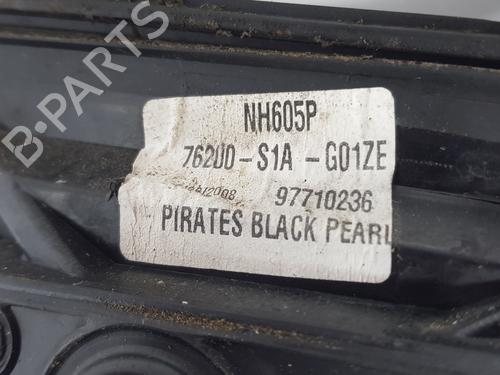 NH605P
76200-S1A-G01ZE
97710236
PIRATES BLACK PEARL
B-PARTS